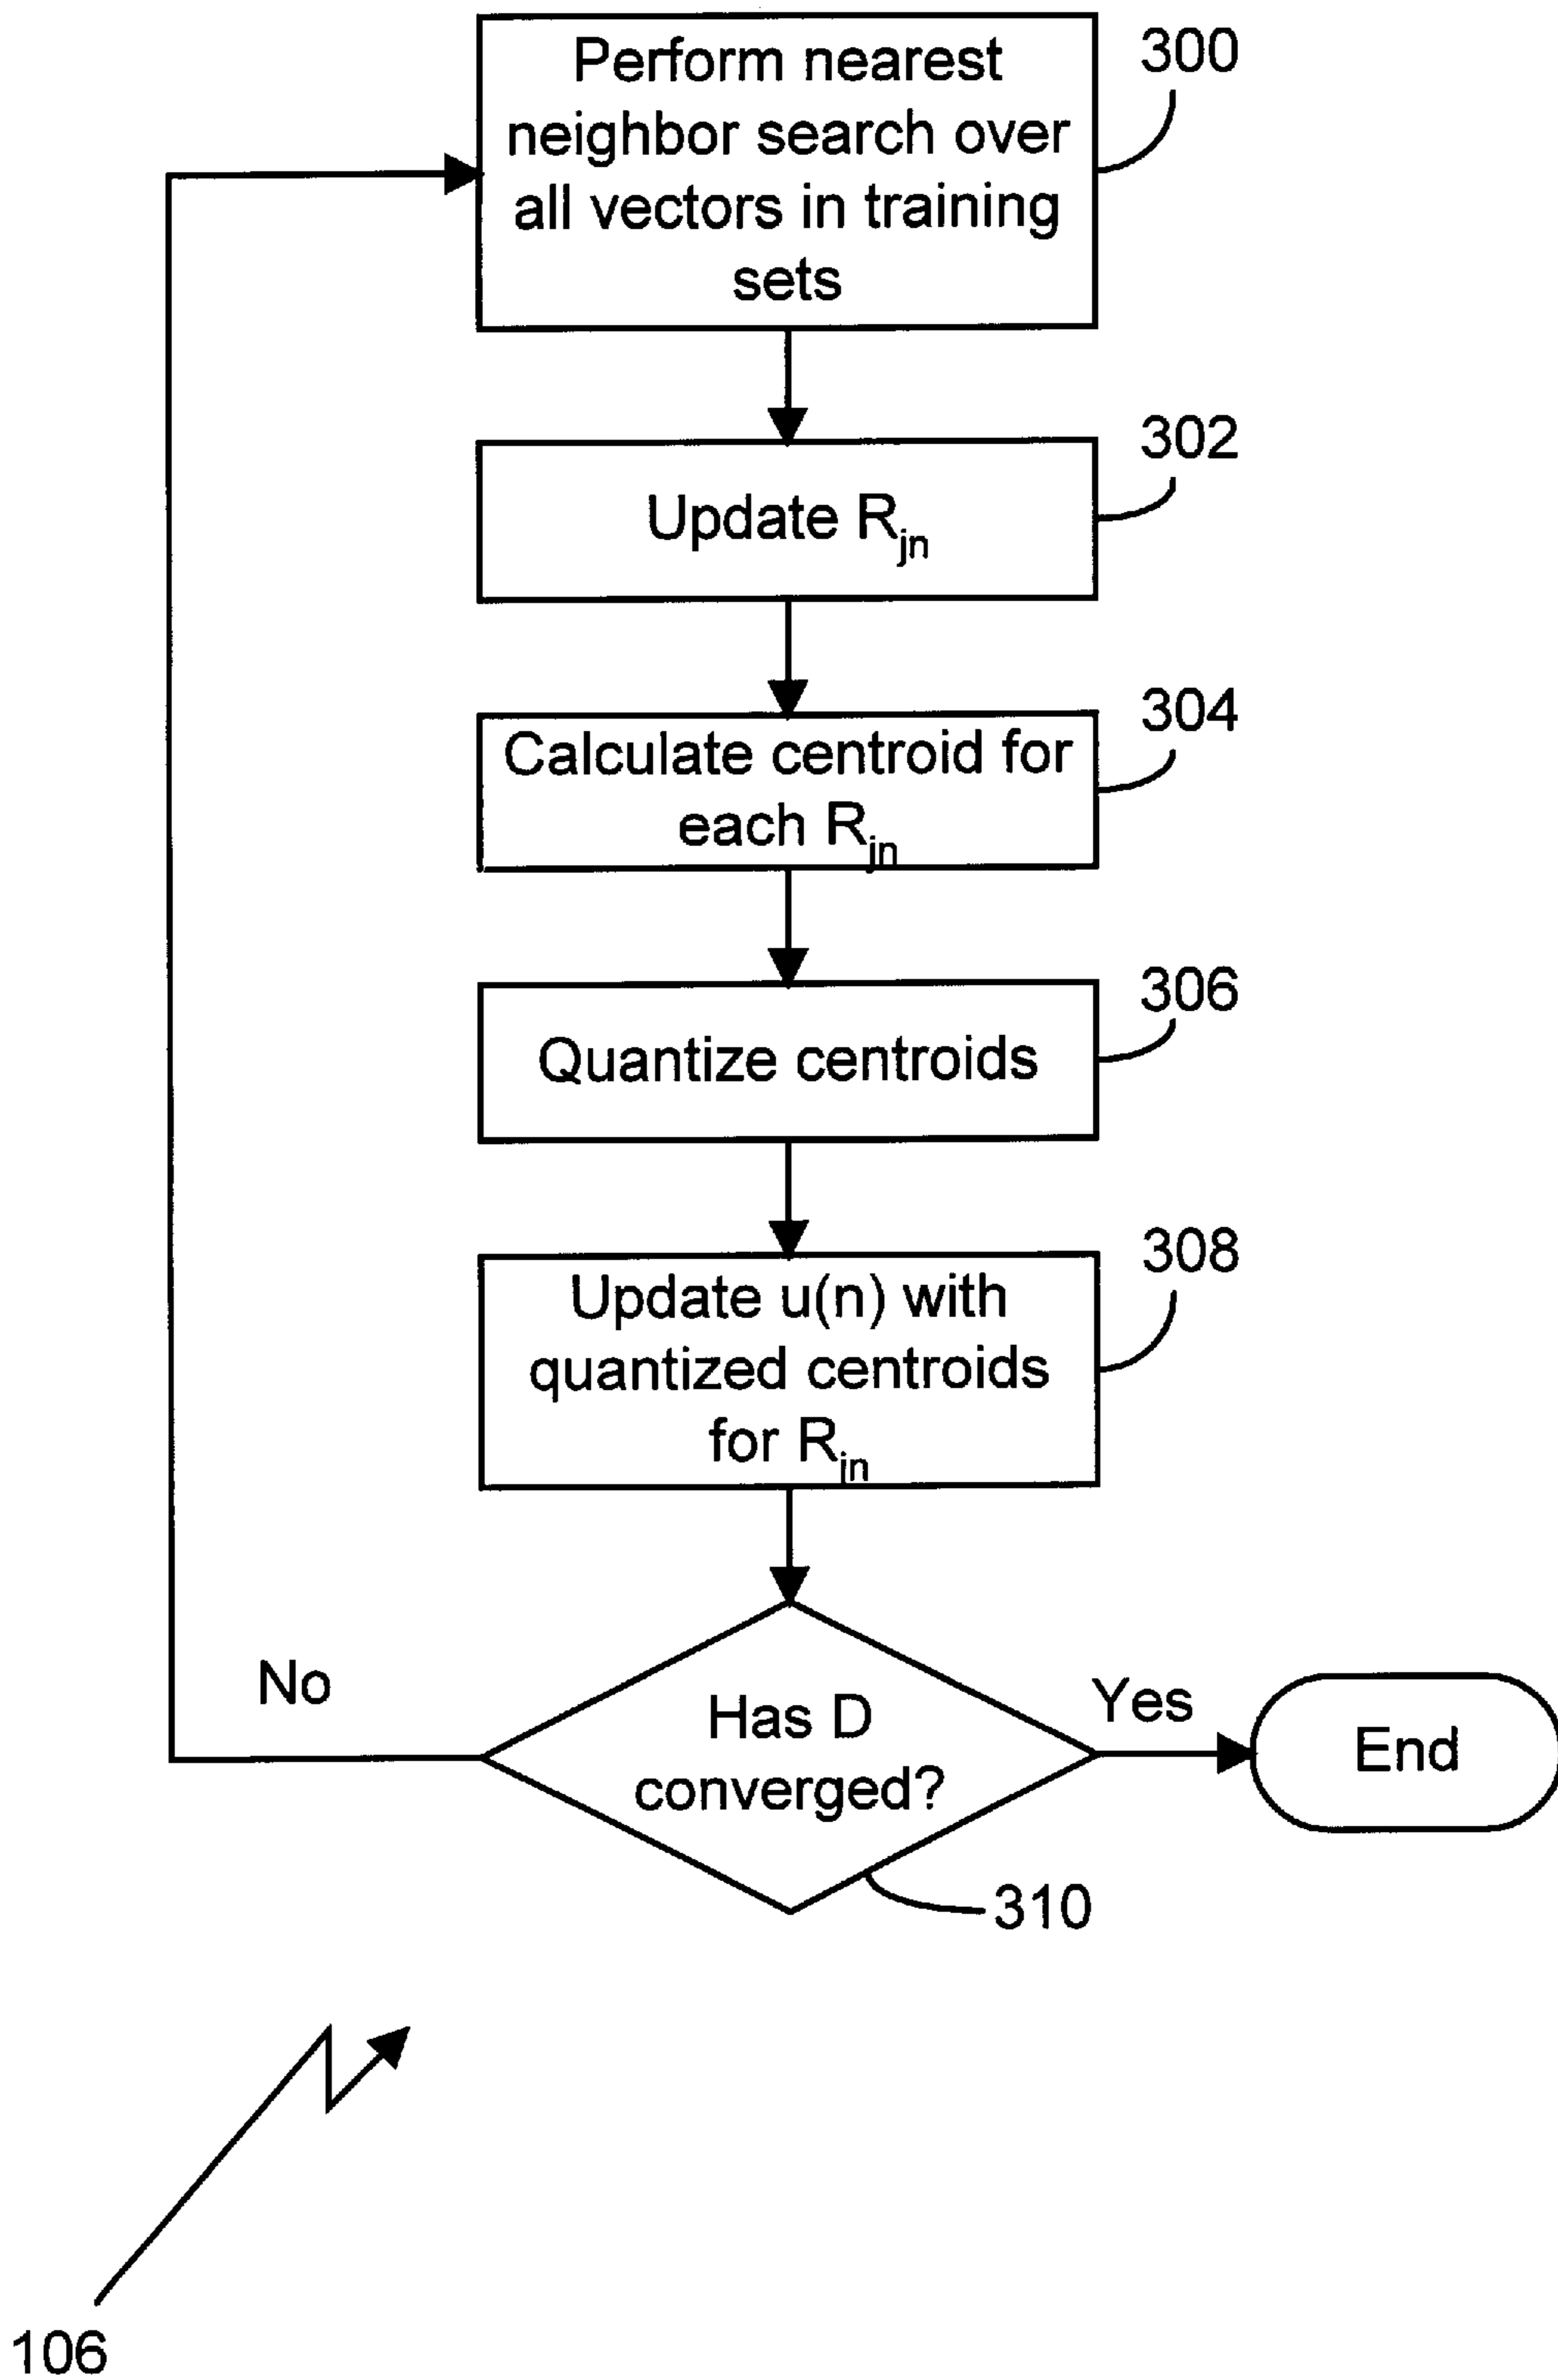 Perform nearest
neighbor search over
all vectors in training
sets
300
Update Rjn
302
Calculate centroid for
each Rjn
304
Quantize centroids
306
Update u(n) with
quantized centroids
for Rjn
308
Has D
converged?
No
Yes
End
310
106